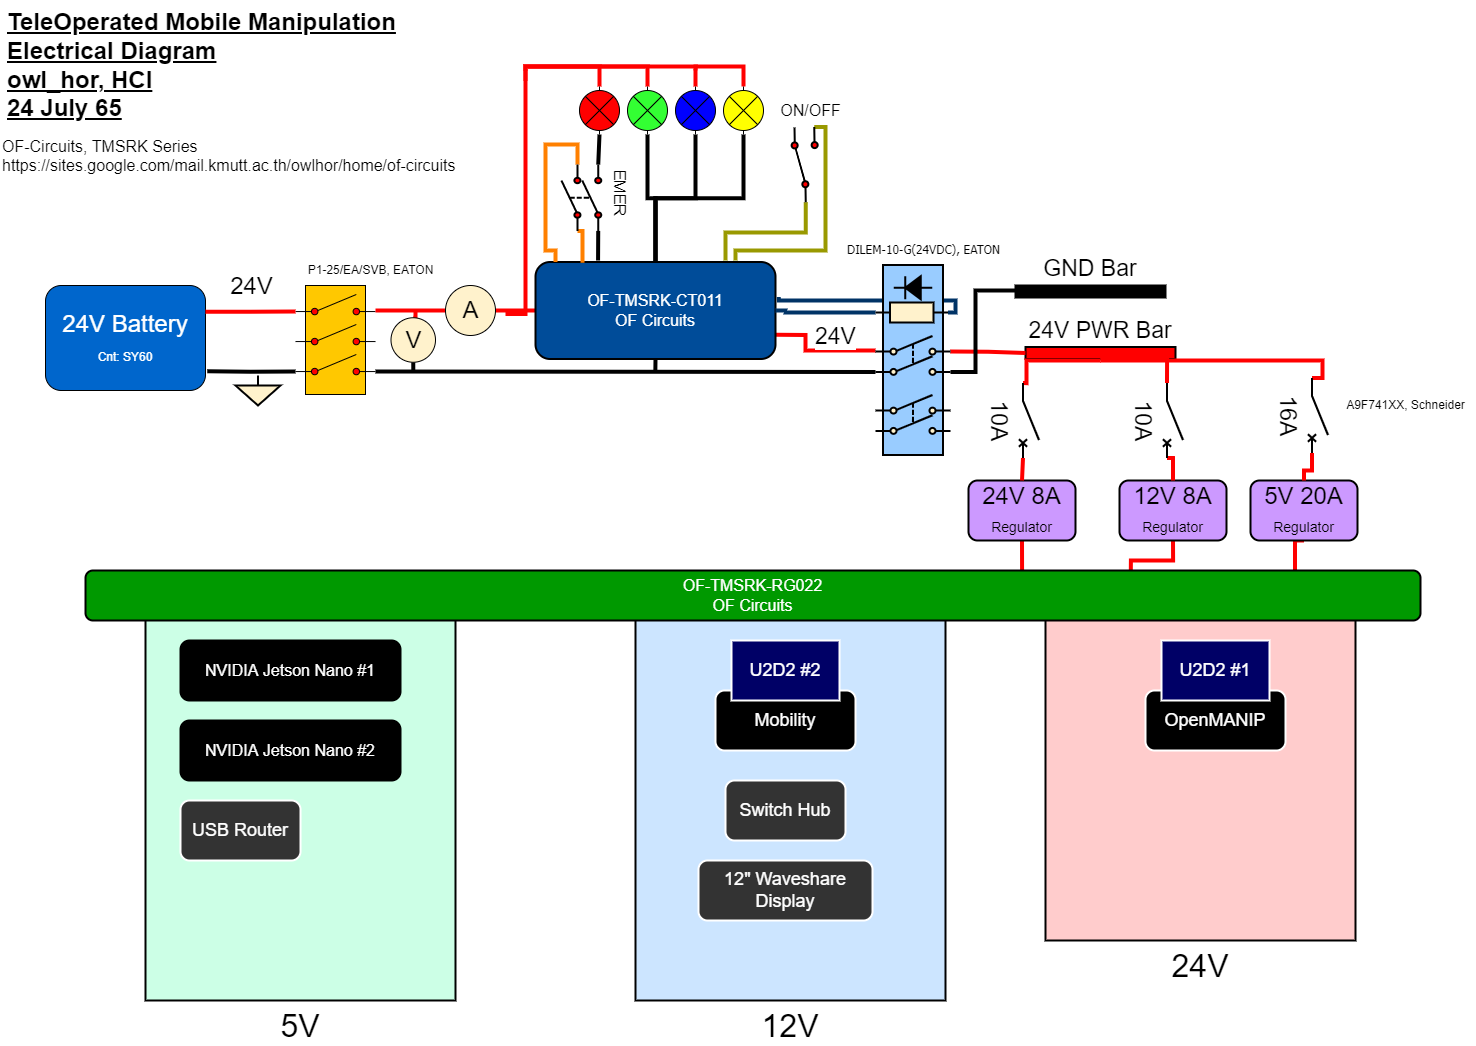 TeleOperated Mobile Manipulation
Electrical Diagram
owl_hor, HCI
24 July 65
OF-Circuits, TMSRK Series
https://sites.google.com/mail.kmutt.ac.th/owlhor/home/of-circuits
ON/OFF
EMER
DILEM-10-G(24VDC), EATON
P1-25/EA/SVB, EATON
24V
GND Bar
24V Battery
Cnt: SY60
A
V
OF-TMSRK-CT011
OF Circuits
24V
24V PWR Bar
10A
10A
16A
A9F741XX, Schneider
24V 8A
Regulator
12V 8A
Regulator
5V 20A
Regulator
OF-TMSRK-RG022
OF Circuits
NVIDIA Jetson Nano #1
NVIDIA Jetson Nano #2
USB Router
5V
U2D2 #2
Mobility
Switch Hub
12" Waveshare
Display
12V
U2D2 #1
OpenMANIP
24V